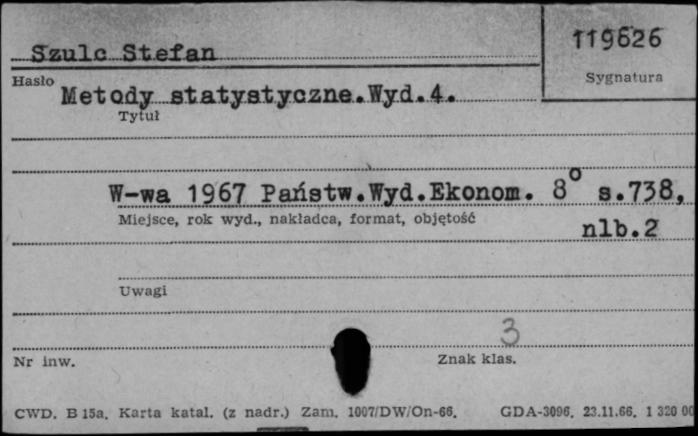 Szulc Stefan
119626
Sygnatura
Hasło
Metody statystyczne.Wyd.4.
Tytuł
W-wa 1967 Państw.Wyd.Ekonom. 8° s.738,
Miejsce, rok wyd., nakładca, format, objętość
nlb.2
Uwagi
3
Nr inw.
Znak klas.
CWD. B 15a. Karta katal. (z nadr.) Zam. 1007/DW/On-66. GDA-3096. 23.11.66. 1 320 00